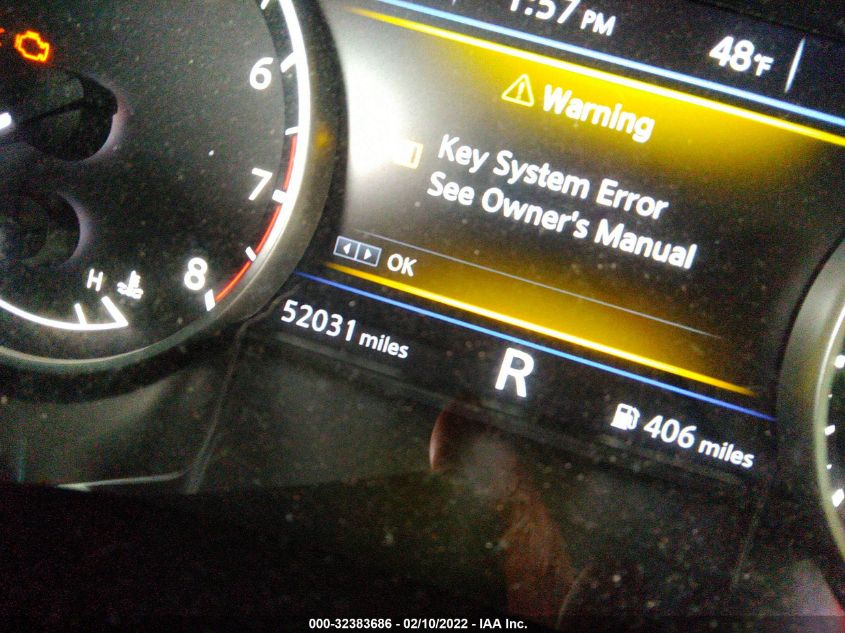 1:57 PM
48°F
Warning
6
Key System Error
7
See Owner's Manual
H
8
OK
52031 miles
R
406 miles
000-32383686 - 02/10/2022 - IAA Inc.